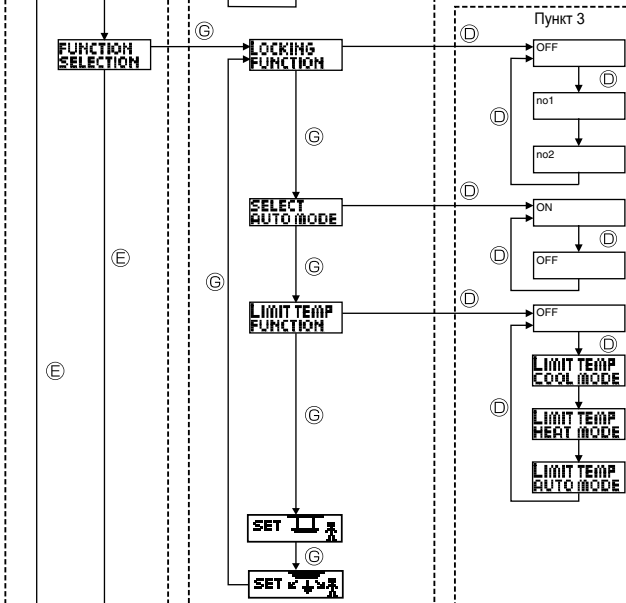 Пункт 3
Ⓖ
Ⓓ
FUNCTION
SELECTION
LOCKING
FUNCTION
OFF
Ⓓ
Ⓓ
no1
Ⓖ
no2
Ⓓ
SELECT
AUTO MODE
ON
Ⓓ
Ⓓ
Ⓔ
Ⓖ
OFF
Ⓖ
Ⓓ
LIMIT TEMP
FUNCTION
OFF
Ⓓ
Ⓔ
LIMIT TEMP
COOL MODE
Ⓓ
Ⓖ
LIMIT TEMP
HEAT MODE
LIMIT TEMP
AUTO MODE
SET
Ⓖ
SET